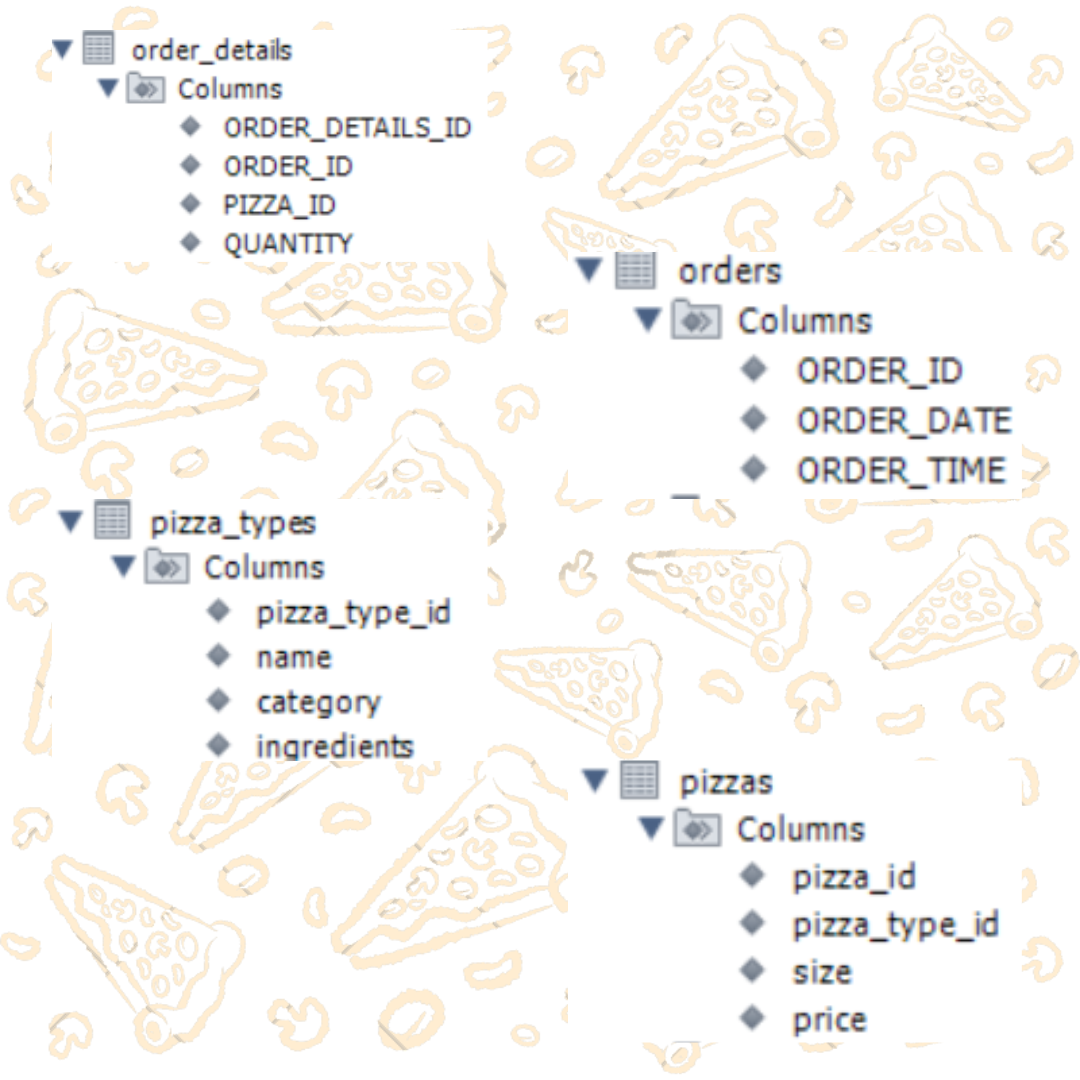 order_details
Columns
ORDER_DETAILS_ID
ORDER_ID
PIZZA_ID
QUANTITY
orders
Columns
ORDER_ID
ORDER_DATE
ORDER_TIME
pizza_types
Columns
pizza_type_id
name
category
ingredients
pizzas
Columns
pizza_id
pizza_type_id
size
price